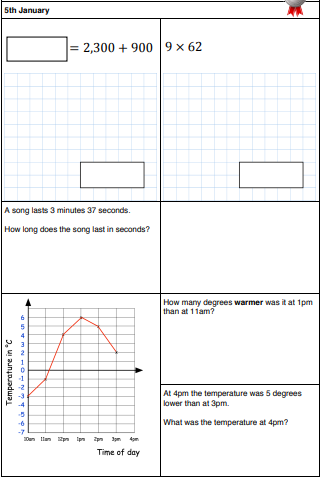 5th January
= 2,300 + 900
9 × 62
A song lasts 3 minutes 37 seconds.
How long does the song last in seconds?
How many degrees warmer was it at 1pm
than at 11am?
At 4pm the temperature was 5 degrees
lower than at 3pm.
What was the temperature at 4pm?
Temperature in °C
6
5
4
3
2
1
0
-1
-2
-3
-4
-5
-6
-7
10am 11am 12pm 1pm 2pm 3pm 4pm
Time of day